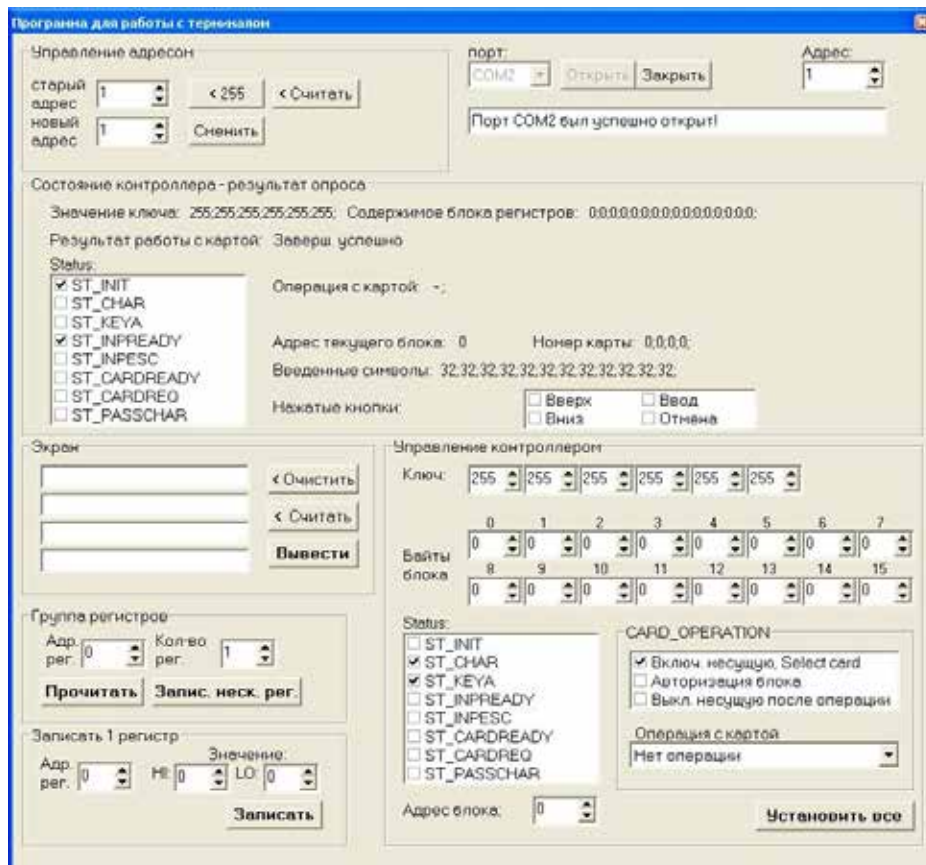 Программа для работы с терминалом
Управление адресом
старый адрес
1
< 255
< Считать
новый адрес
1
Сменить
порт:
COM2
Открыть
Закрыть
Адрес:
1
Порт COM2 был успешно открыт!
Состояние контроллера - результат опроса
Значение ключа: 255;255;255;255;255;255; Содержимое блока регистров: 0;0;0;0;0;0;0;0;0;0;0;0;0;0;0;0;
Результат работы с картой: Заверш. успешно
Status:
ST_INIT
ST_CHAR
ST_KEYA
ST_INPREADY
ST_INPESC
ST_CARDREADY
ST_CARDREQ
ST_PASSCHAR
Операция с картой: -;
Адрес текущего блока: 0 Номер карты: 0;0;0;0;
Введенные символы: 32;32;32;32;32;32;32;32;32;32;32;32;
Нажатые кнопки:
Вверх Ввод
Вниз Отмена
Экран
< Очистить
< Считать
Вывести
Группа регистров
Адр. рег.
0
Кол-во рег.
1
Прочитать
Запис. неск. рег.
Записать 1 регистр
Значение:
Адр. рег.
0
HI: 0 LO: 0
Записать
Управление контроллером
Ключ: 255 255 255 255 255 255
Байты блока
0 1 2 3 4 5 6 7
0 0 0 0 0 0 0 0
8 9 10 11 12 13 14 15
0 0 0 0 0 0 0 0
Status:
ST_INIT
ST_CHAR
ST_KEYA
ST_INPREADY
ST_INPESC
ST_CARDREADY
ST_CARDREQ
ST_PASSCHAR
CARD_OPERATION
Включ. несущую, Select card
Авторизация блока
Выкл. несущую после операции
Операция с картой
Нет операции
Адрес блока: 0
Установить все